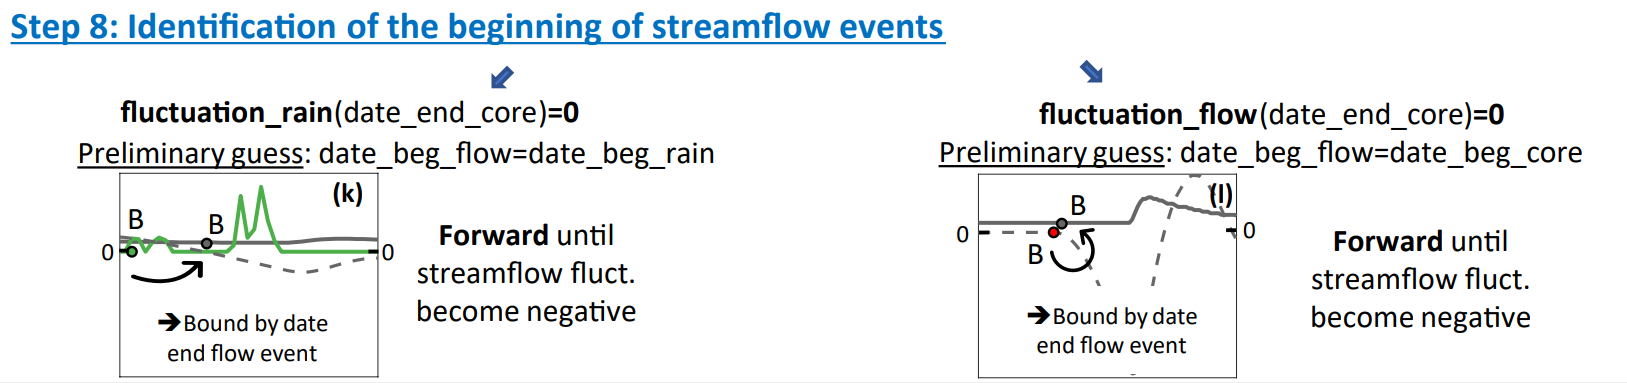 Step 8: Identification of the beginning of streamflow events
fluctuation_rain(date_end_core)=0
Preliminary guess: date_beg_flow=date_beg_rain
(k)
B
B
0
0
➔Bound by date
end flow event
Forward until
streamflow fluct.
become negative
fluctuation_flow(date_end_core)=0
Preliminary guess: date_beg_flow=date_beg_core
(l)
B
0
0
B
➔Bound by date
end flow event
Forward until
streamflow fluct.
become negative